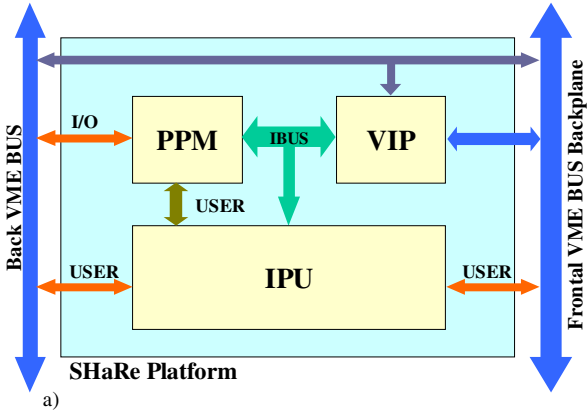 Back VME BUS
I/O
PPM
IBUS
VIP
USER
USER
IPU
USER
Frontal VME BUS Backplane
SHaRe Platform
a)